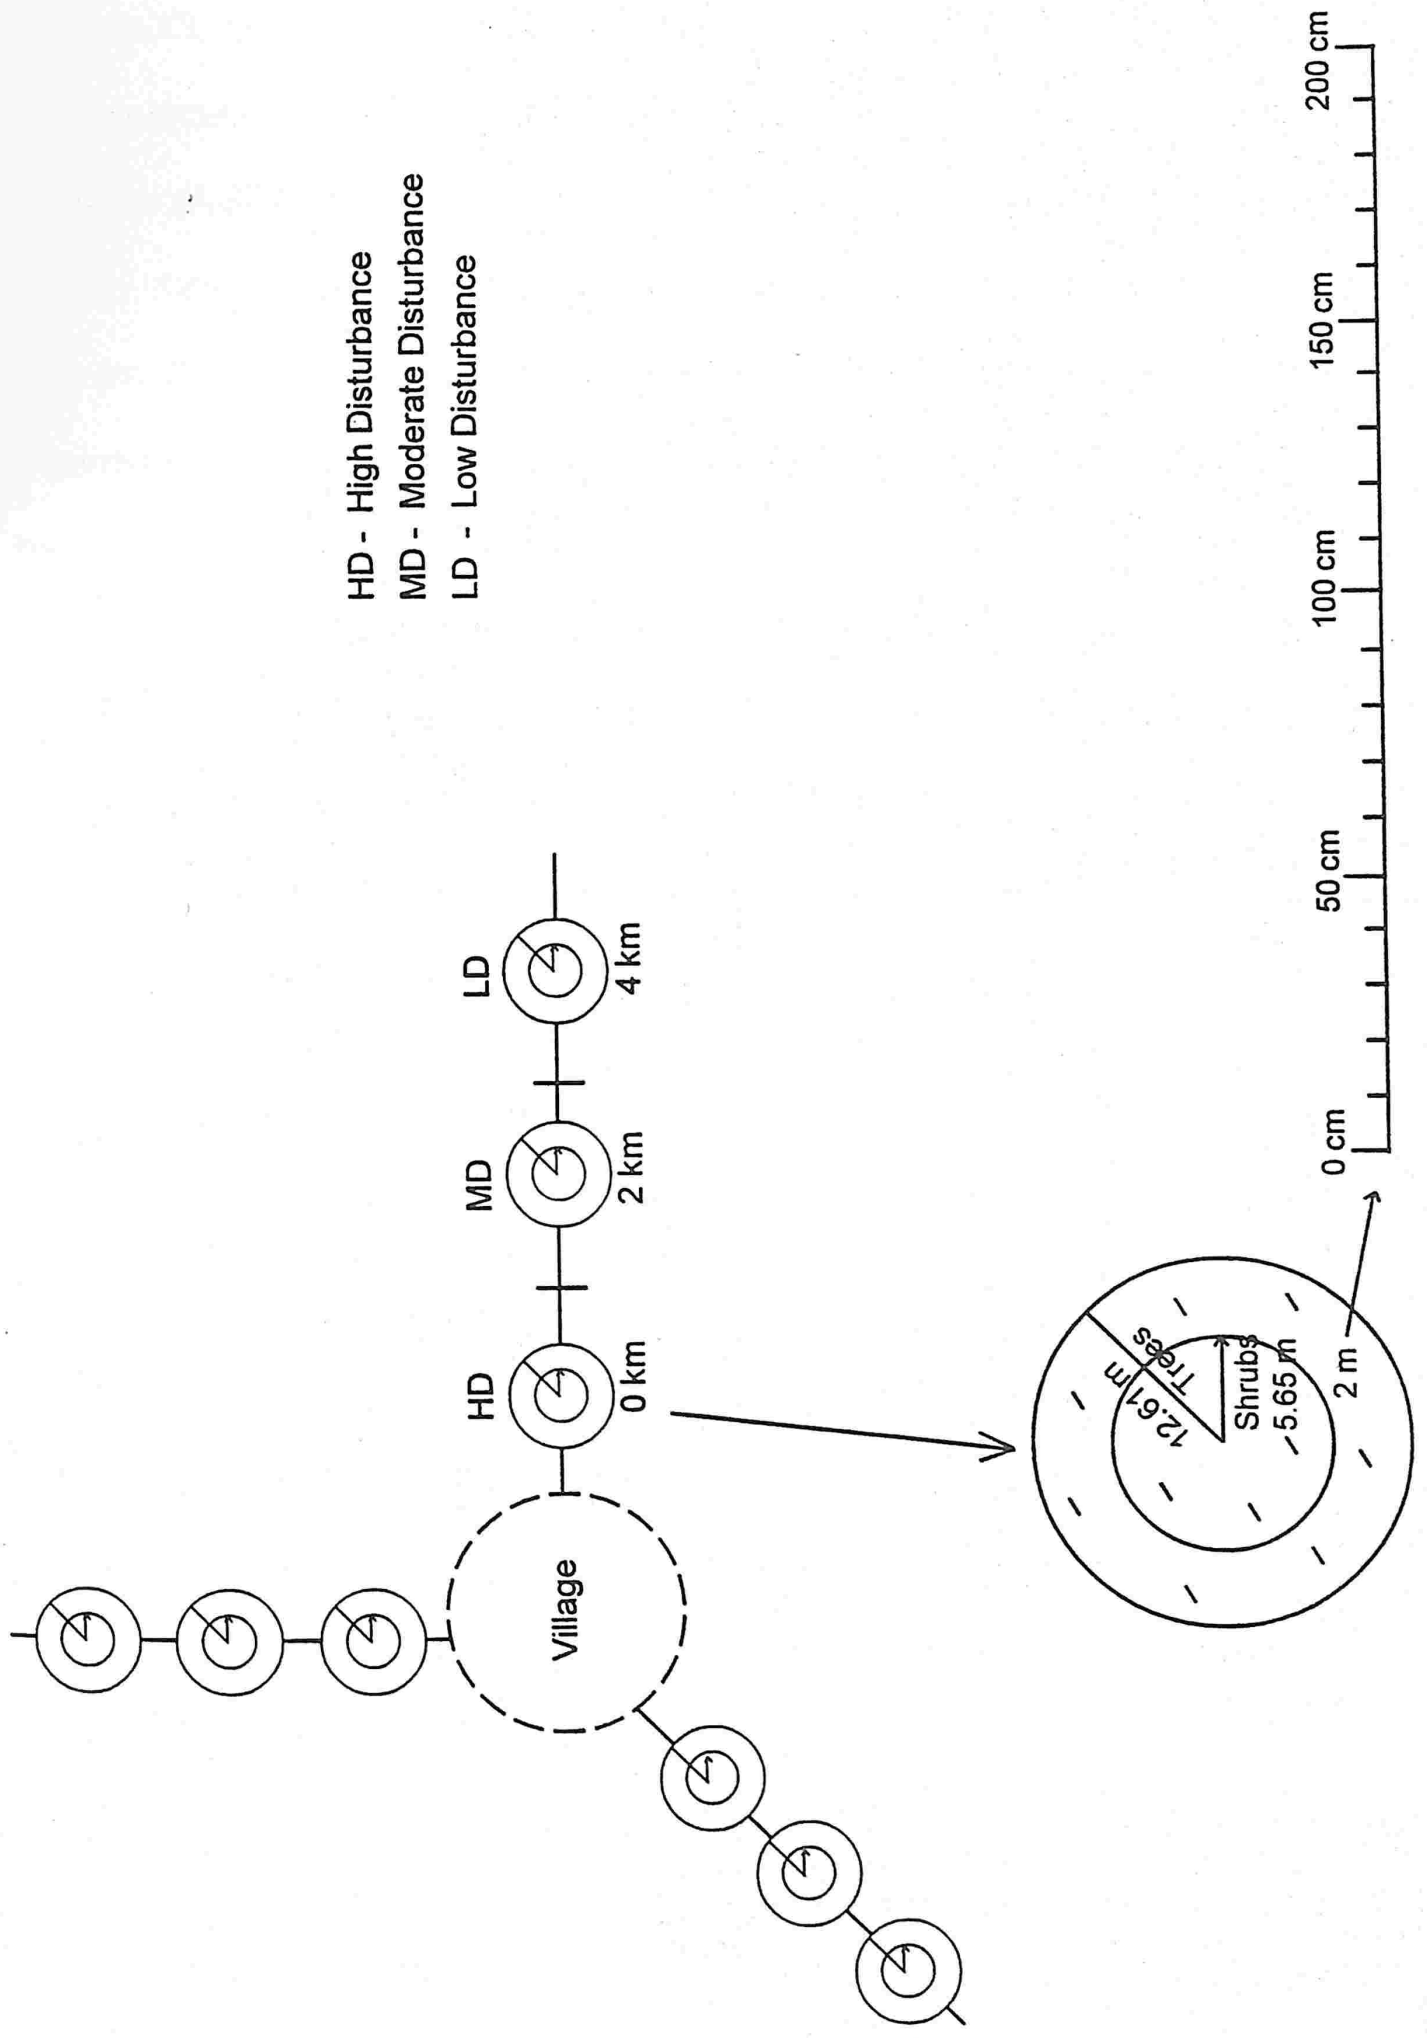 HD - High Disturbance
MD - Moderate Disturbance
LD - Low Disturbance
HD
MD
LD
0 km
2 km
4 km
Village
12.61 m
Trees
Shrubs
5.65 m
2 m
0 cm
50 cm
100 cm
150 cm
200 cm